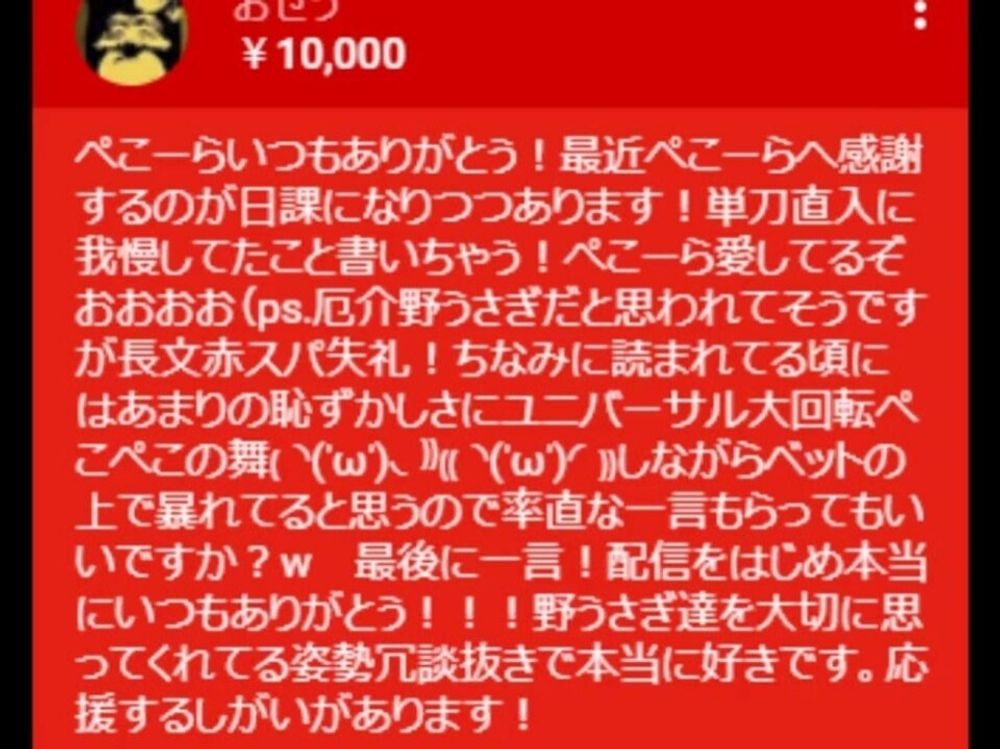 おせう
¥10,000
ぺこーらいつもありがとう！最近ぺこーらへ感謝
するのが日課になりつつあります！単刀直入に
我慢してたこと書いちゃう！ぺこーら愛してるぞ
おおおお（ps.厄介野うさぎだと思われてそうです
が長文赤スパ失礼！ちなみに読まれてる頃に
はあまりの恥ずかしさにユニバーサル大回転ペ
こペこの舞₍₍ ◝('ω')◟ ⁾⁾₍₍ ◝('ω')◜ ₎₎しながらベットの
上で暴れてると思うので率直な一言もらってもい
いですか？w　最後に一言！配信をはじめ本当
にいつもありがとう！！！野うさぎ達を大切に思
ってくれてる姿勢冗談抜きで本当に好きです。応
援するしがいがあります！